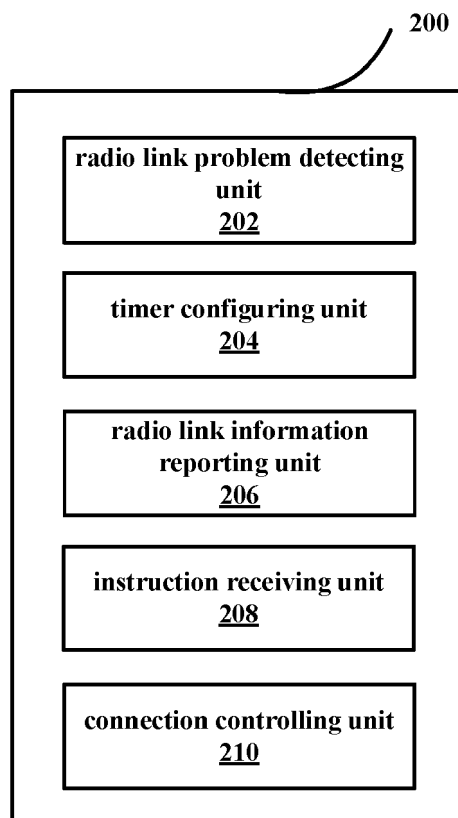 200
radio link problem detecting
unit
202
timer configuring unit
204
radio link information
reporting unit
206
instruction receiving unit
208
connection controlling unit
210